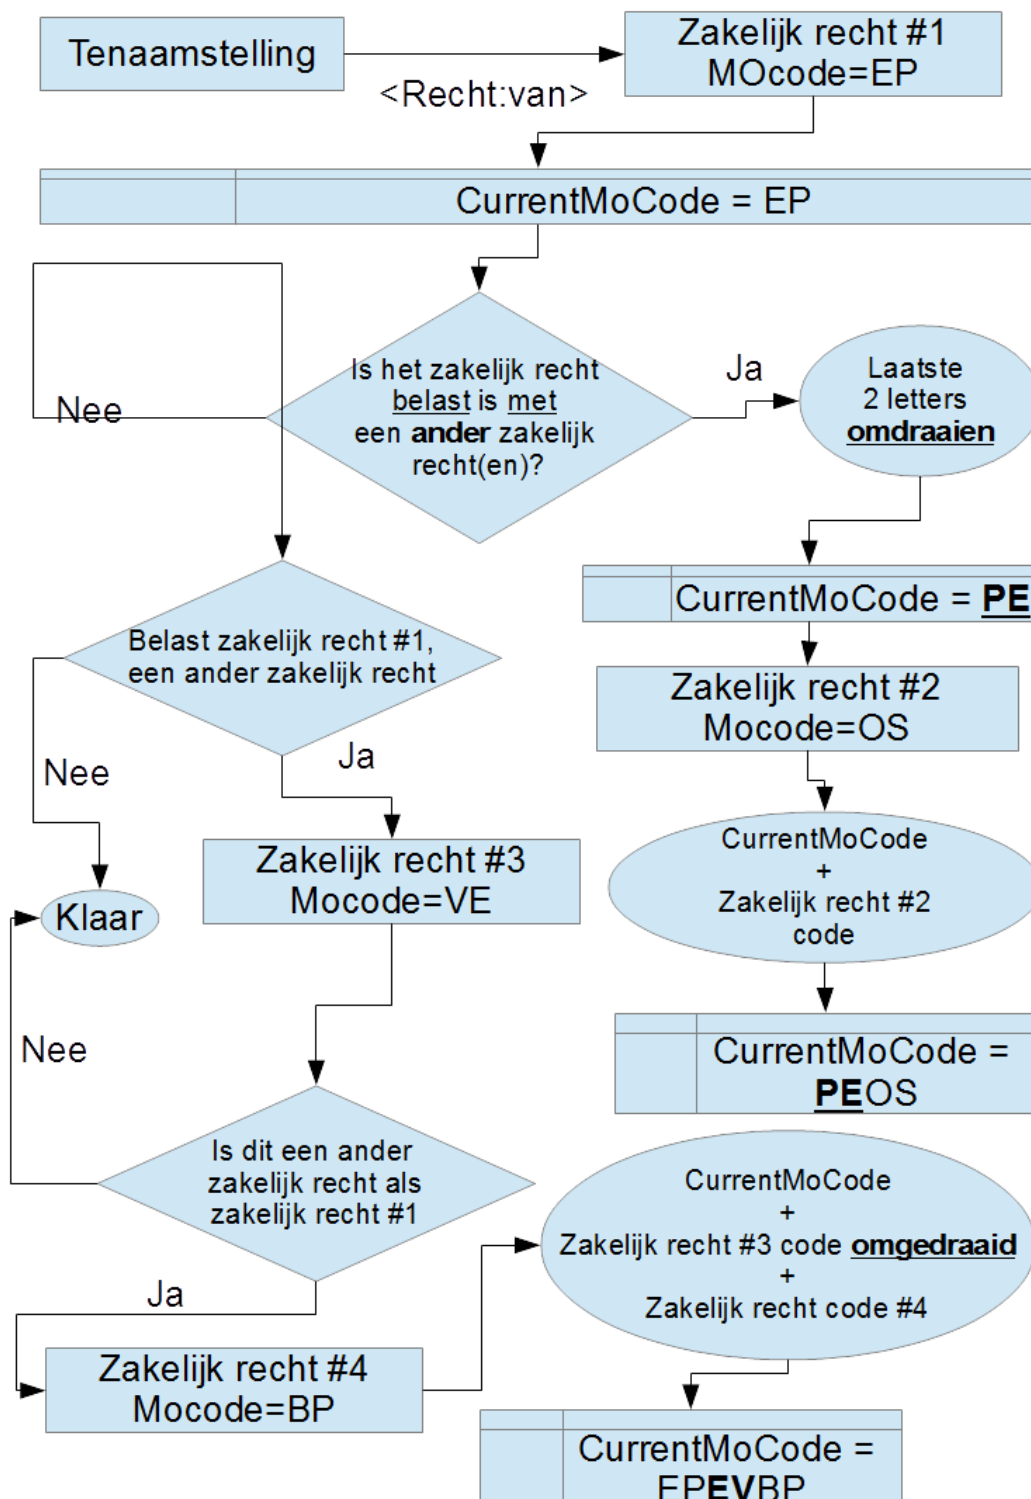 Tenaamstelling
Zakelijk recht #1
MOcode=EP
<Recht:van>
CurrentMoCode = EP
Is het zakelijk recht
belast is met
een ander zakelijk
recht(en)?
Nee
Ja
Laatste
2 letters
omdraaien
CurrentMoCode = PE
Belast zakelijk recht #1,
een ander zakelijk recht
Zakelijk recht #2
Mocode=OS
Nee
Ja
Zakelijk recht #3
Mocode=VE
CurrentMoCode
+
Zakelijk recht #2
code
Klaar
Nee
CurrentMoCode =
PEOS
Is dit een ander
zakelijk recht als
zakelijk recht #1
CurrentMoCode
+
Zakelijk recht #3 code omgedraaid
+
Zakelijk recht code #4
Ja
Zakelijk recht #4
Mocode=BP
CurrentMoCode =
EPEVBP